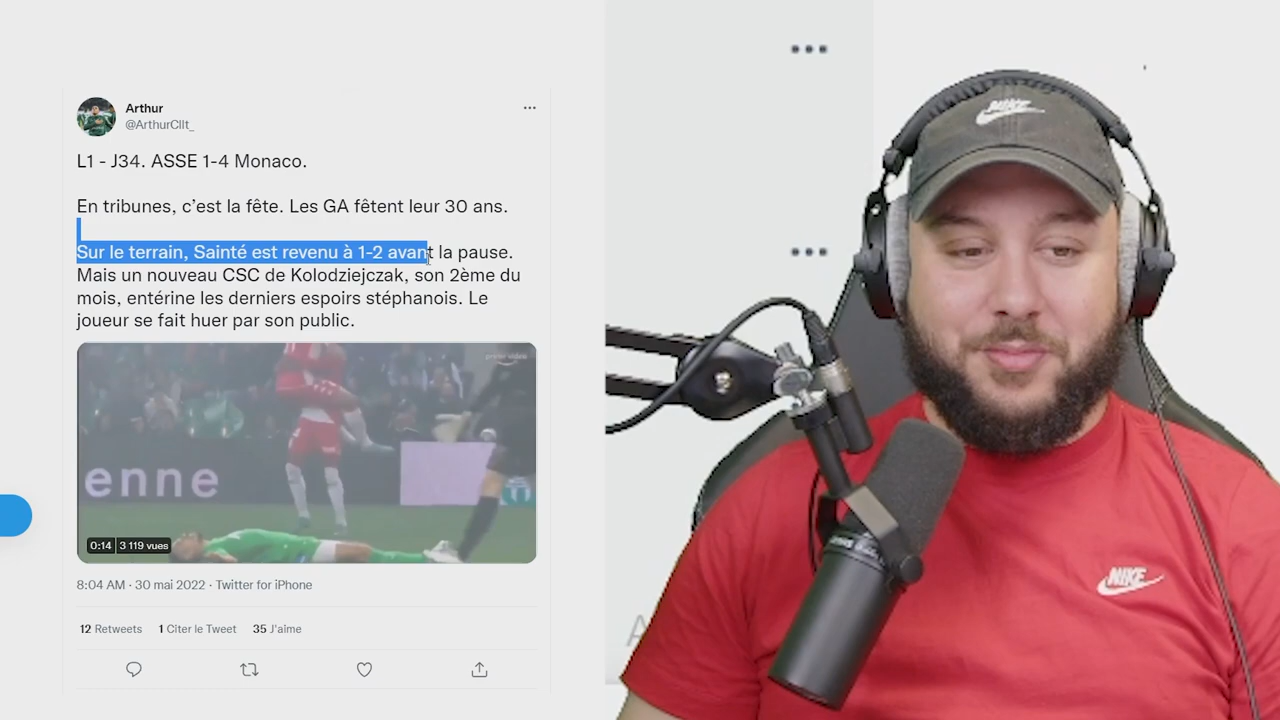 Arthur
@ArthurCllt_
L1 - J34. ASSE 1-4 Monaco.
En tribunes, c’est la fête. Les GA fêtent leur 30 ans.
Sur le terrain, Sainté est revenu à 1-2 avant la pause.
Mais un nouveau CSC de Kolodziejczak, son 2ème du
mois, entérine les derniers espoirs stéphanois. Le
joueur se fait huer par son public.
prime video
enne
0:14 3 119 vues
8:04 AM · 30 mai 2022 · Twitter for iPhone
12 Retweets 1 Citer le Tweet 35 J'aime
NIKE
NIKE